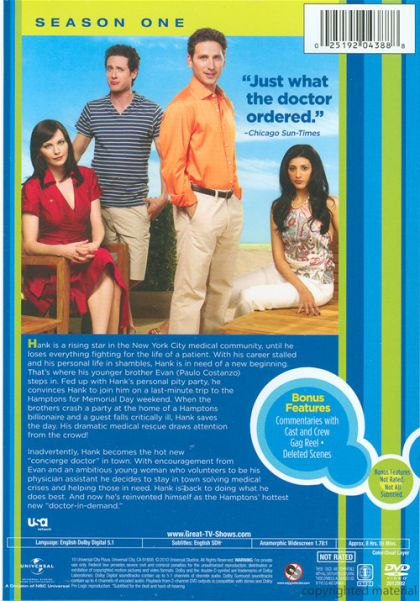 SEASON ONE
0 25192 04388 8
“Just what
the doctor
ordered.”
–Chicago Sun-Times
Hank is a rising star in the New York City medical community, until he
loses everything fighting for the life of a patient. With his career stalled
and his personal life in shambles, Hank is in need of a new beginning.
That's where his younger brother Evan (Paulo Costanzo)
steps in. Fed up with Hank's personal pity party, he
convinces Hank to join him on a last-minute trip to the
Hamptons for Memorial Day weekend. When the
brothers crash a party at the home of a Hamptons
billionaire and a guest falls critically ill, Hank saves
the day. His dramatic medical rescue draws attention
from the crowd!
Inadvertently, Hank becomes the hot new
“concierge doctor” in town. With encouragement from
Evan and an ambitious young woman who volunteers to be his
physician assistant he decides to stay in town solving medical
crises and helping those in need. Hank is back to doing what he
does best. And now he's reinvented himself as the Hamptons' hottest
new “doctor-in-demand.”
Bonus
Features
Commentaries with
Cast and Crew
Gag Reel •
Deleted Scenes
Bonus Features
Not Rated.
Not All
Subtitled.
usa
network
www.Great-TV-Shows.com
Language: English Dolby Digital 5.1
Subtitles: English SDH
Anamorphic Widescreen 1.78:1
Approx. 8 Hrs. 16 Mins.
Color/Dual Layer
NOT RATED
UNIVERSAL
A Division of NBC Universal
DVD
VIDEO
copyrighted material